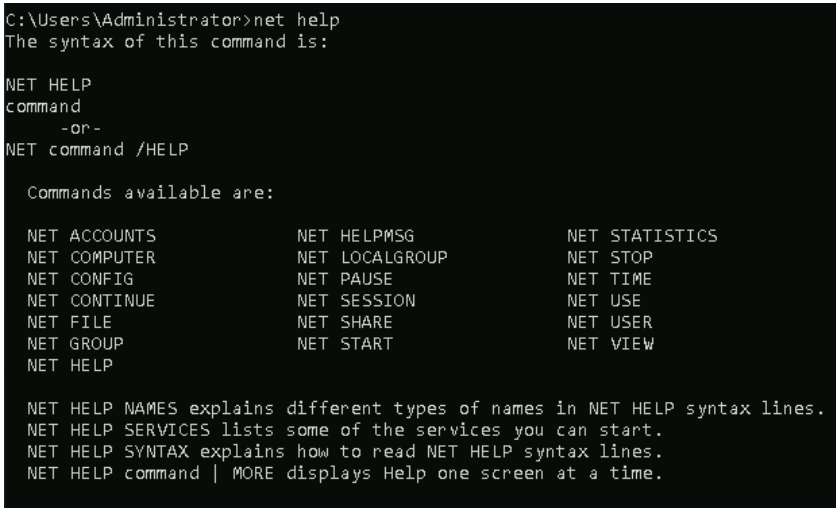 C:\Users\Administrator>net help
The syntax of this command is:
NET HELP
command
-or-
NET command /HELP
Commands available are:
NET ACCOUNTS NET HELPMSG NET STATISTICS
NET COMPUTER NET LOCALGROUP NET STOP
NET CONFIG NET PAUSE NET TIME
NET CONTINUE NET SESSION NET USE
NET FILE NET SHARE NET USER
NET GROUP NET START NET VIEW
NET HELP
NET HELP NAMES explains different types of names in NET HELP syntax lines.
NET HELP SERVICES lists some of the services you can start.
NET HELP SYNTAX explains how to read NET HELP syntax lines.
NET HELP command | MORE displays Help one screen at a time.